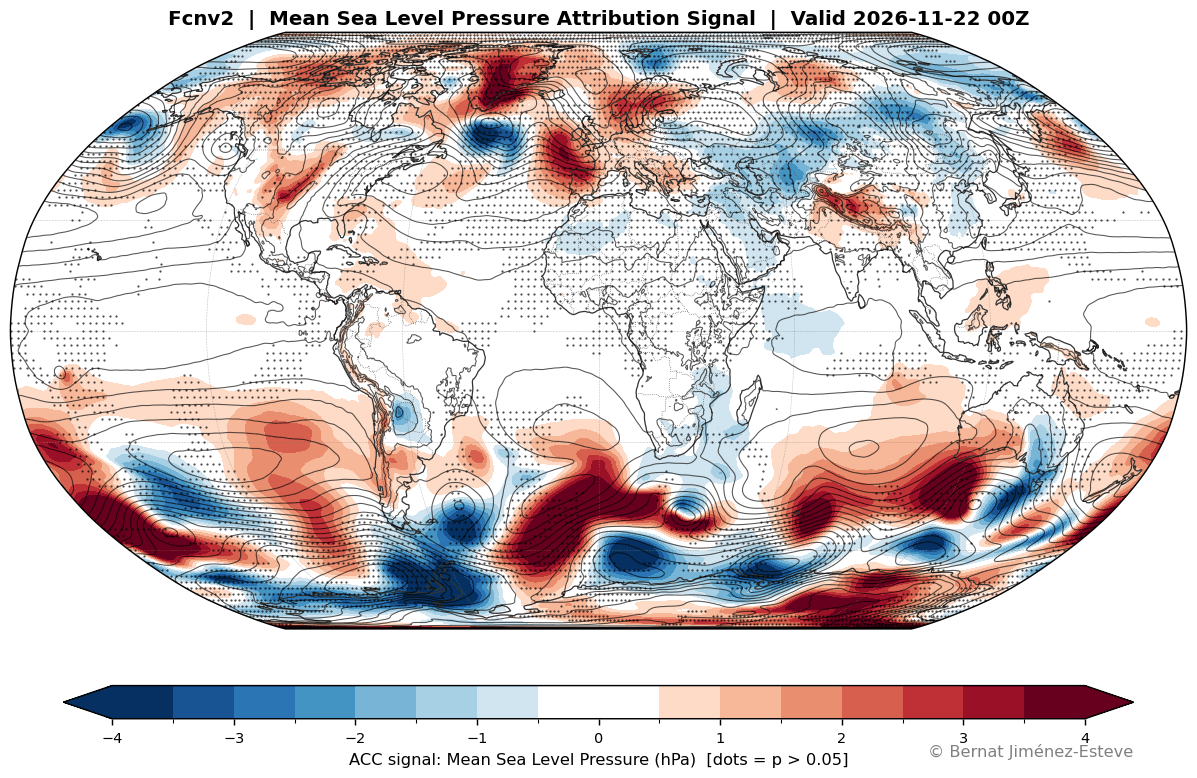 Fcnv2 | Mean Sea Level Pressure Attribution Signal | Valid 2026-11-22 00Z
−4 −3 −2 −1 0 1 2 3 4
ACC signal: Mean Sea Level Pressure (hPa) [dots = p > 0.05]
© Bernat Jiménez-Esteve